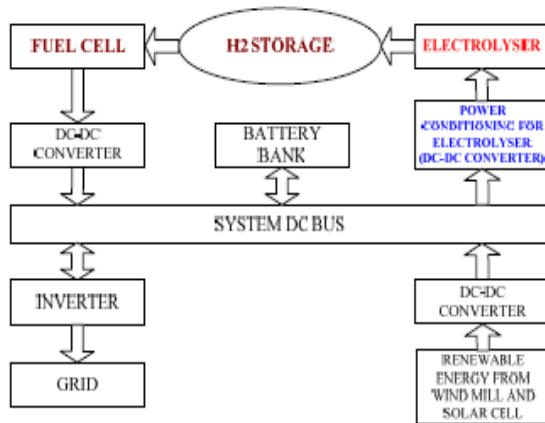 FUEL CELL
H2 STORAGE
ELECTROLYSER
DC-DC
CONVERTER
BATTERY
BANK
POWER
CONDITIONING FOR
ELECTROLYSER
(DC-DC CONVERTER)
SYSTEM DC BUS
INVERTER
DC-DC
CONVERTER
GRID
RENEWABLE
ENERGY FROM
WIND MILL AND
SOLAR CELL